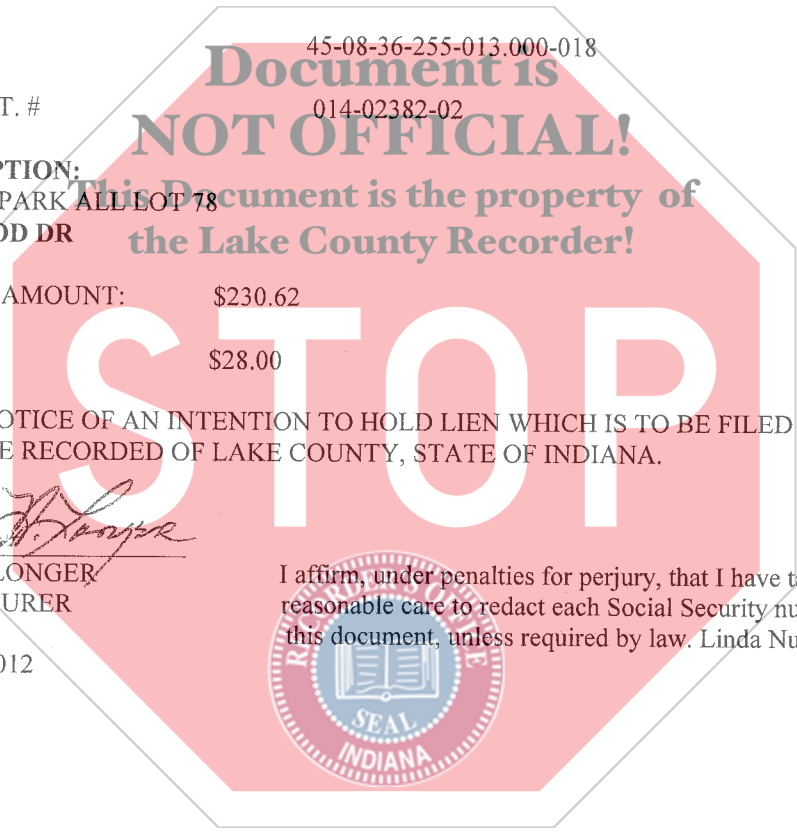 45-08-36-255-013.000-018
Document is
T. #
014-02382-02
NOT OFFICIAL!
PTION:
PARK ALL LOT 78
This Document is the property of
OD DR
the Lake County Recorder!
AMOUNT: $230.62
$28.00
STOP
OTICE OF AN INTENTION TO HOLD LIEN WHICH IS TO BE FILED
E RECORDED OF LAKE COUNTY, STATE OF INDIANA.
LONGER
URER
I affirm, under penalties for perjury, that I have ta
reasonable care to redact each Social Security nu
this document, unless required by law. Linda Nu
012
RECORDER'S OFFICE
SEAL
INDIANA